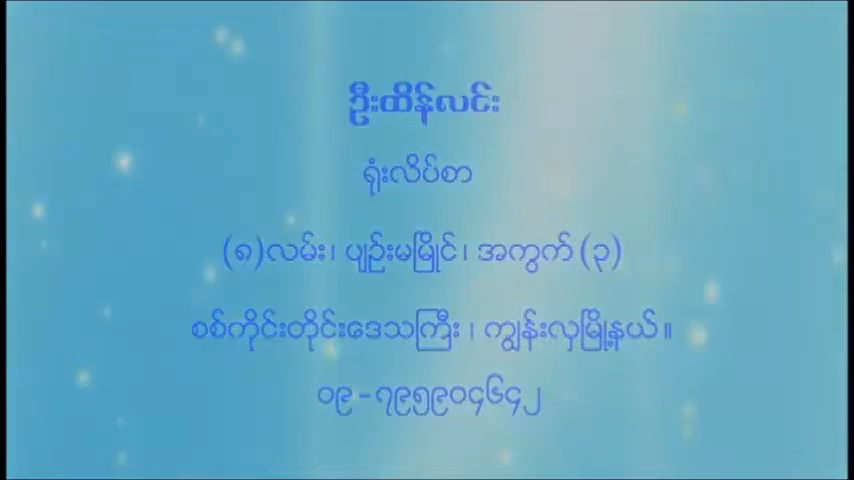 ဦးထိန်လင်း
ရုံးလိပ်စာ
(၈)လမ်း၊ ပျဉ်းမမြိုင်၊ အကွက်(၃)
စစ်ကိုင်းတိုင်းဒေသကြီး၊ ကျွန်းလှမြို့နယ်။
၀၉-၇၉၅၉၀၄၆၄၂